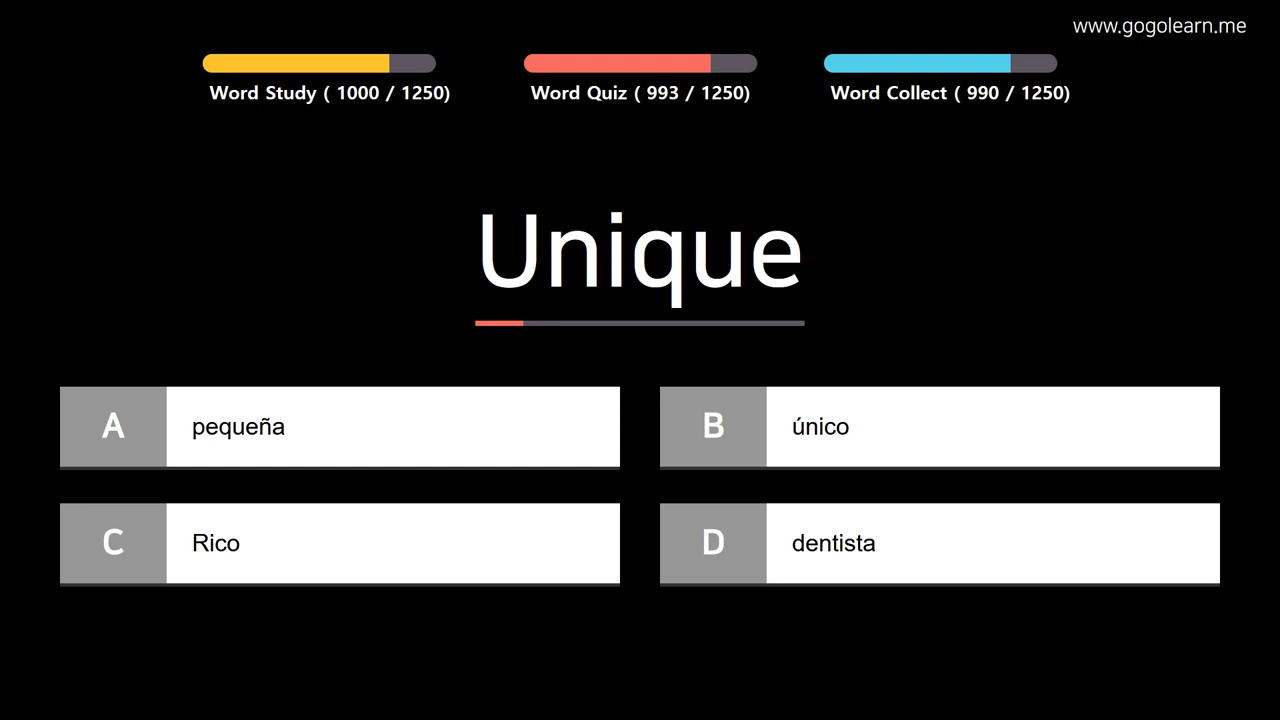 www.gogolearn.me
Word Study ( 1000 / 1250)
Word Quiz ( 993 / 1250)
Word Collect ( 990 / 1250)
Unique
A pequeña
B único
C Rico
D dentista